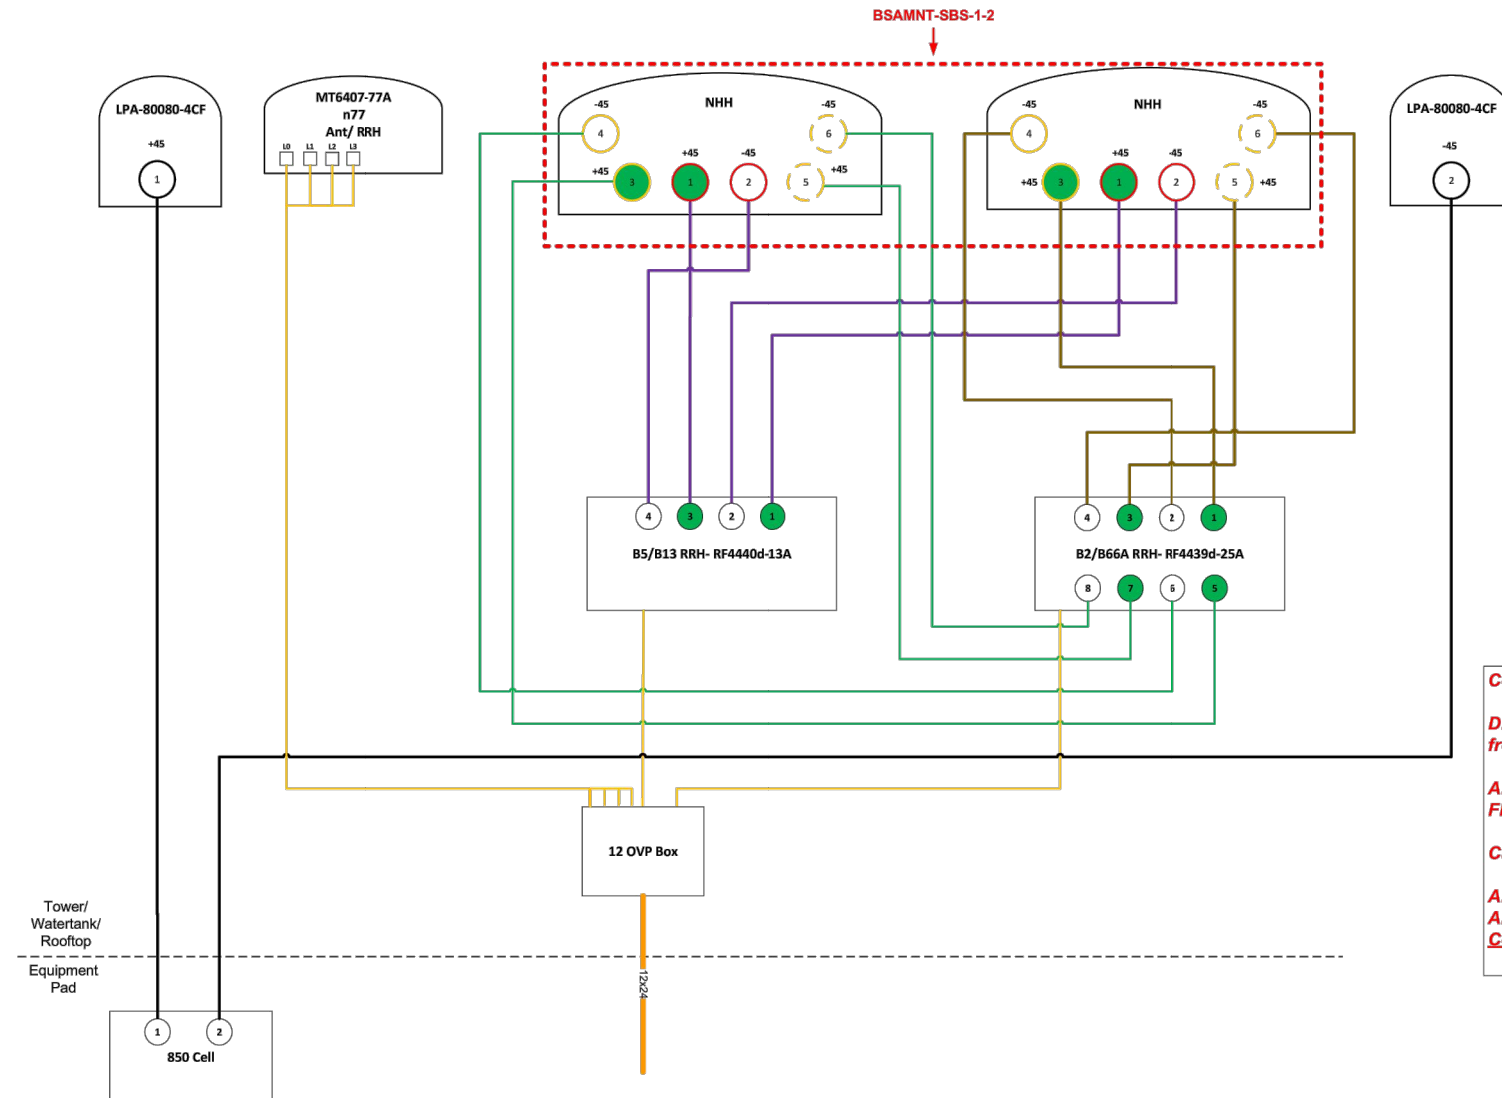 BSAMNT-SBS-1-2
LPA-80080-4CF
+45
1
MT6407-77A
n77
Ant/ RRH
L0 L1 L2 L3
NHH
-45 -45
4 6
+45 +45 -45 +45
3 1 2 5
NHH
-45 -45
4 6
+45 +45 -45 +45
3 1 2 5
LPA-80080-4CF
-45
2
4 3 2 1
B5/B13 RRH- RF4440d-13A
4 3 2 1
B2/B66A RRH- RF4439d-25A
8 7 6 5
12 OVP Box
Tower/
Watertank/
Rooftop
Equipment
Pad
12x24
1 2
850 Cell